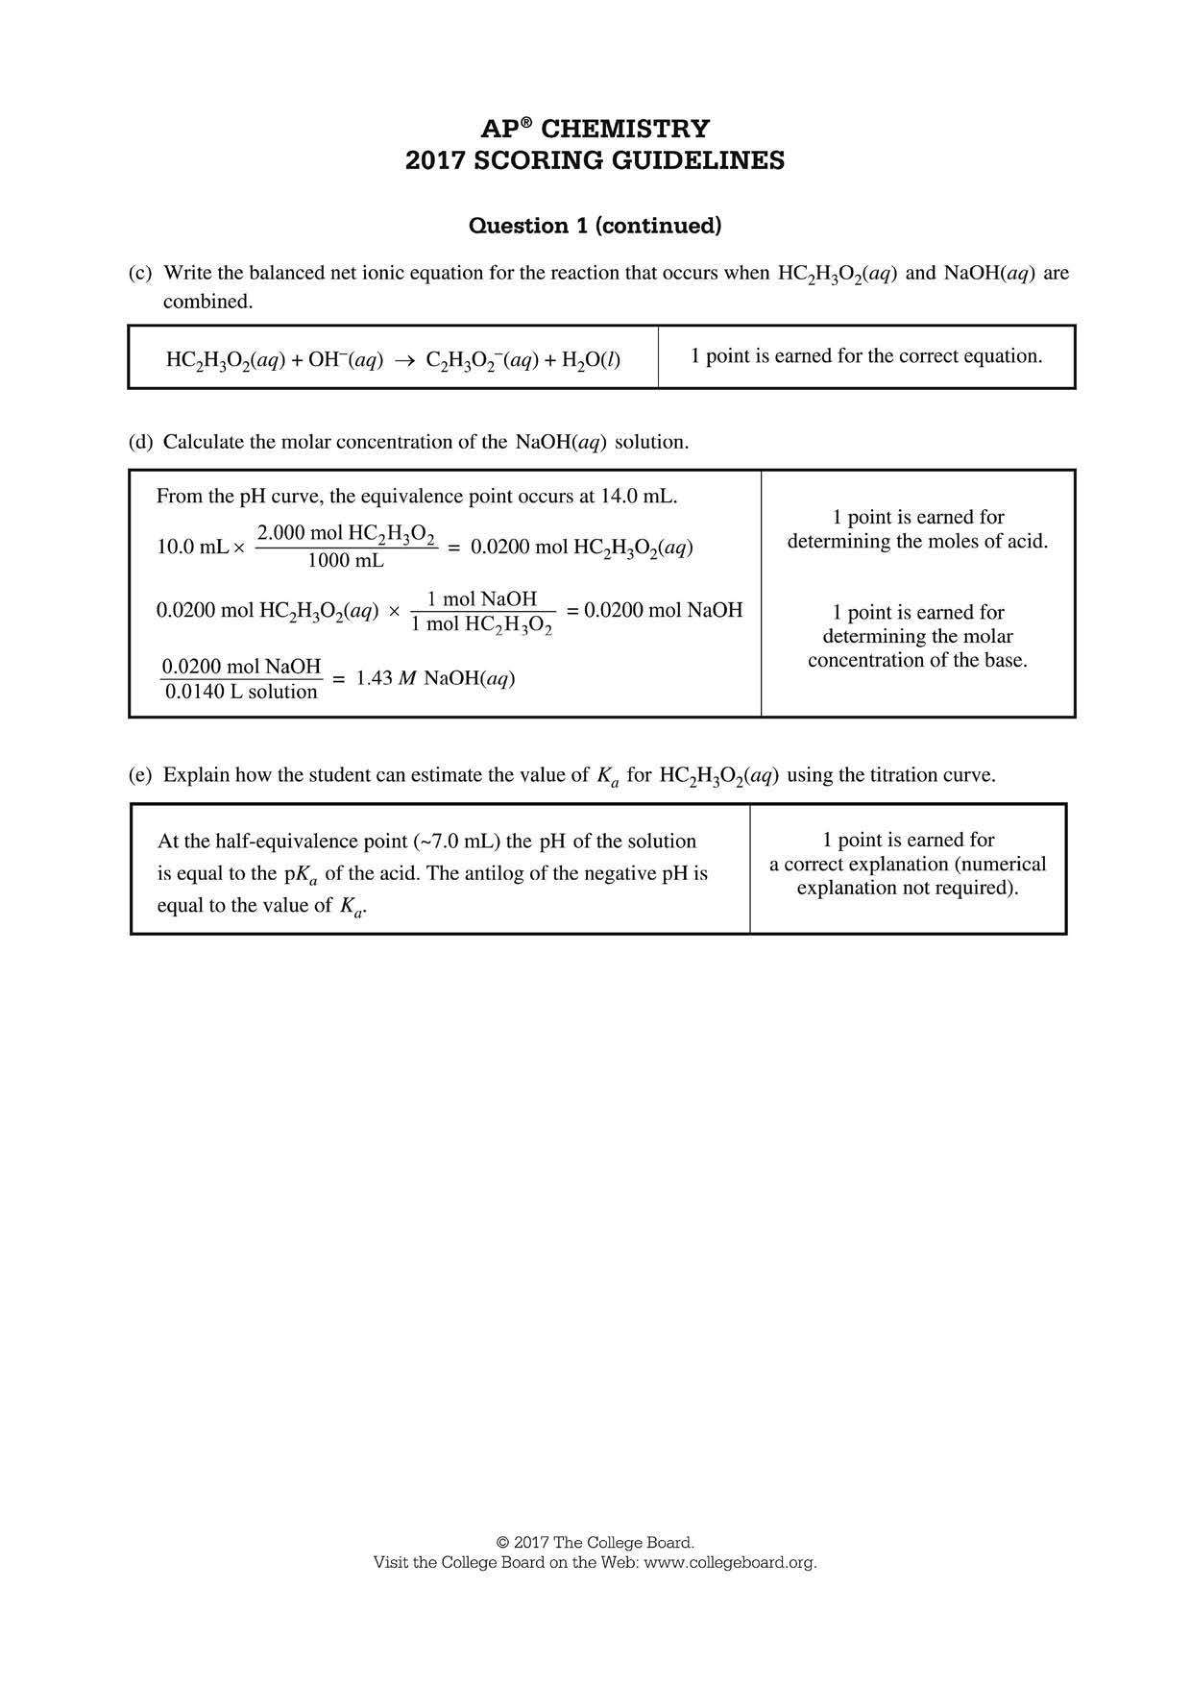 AP® CHEMISTRY
2017 SCORING GUIDELINES
Question 1 (continued)
(c) Write the balanced net ionic equation for the reaction that occurs when HC₂H₃O₂(aq) and NaOH(aq) are
combined.
HC₂H₃O₂(aq) + OH⁻(aq) → C₂H₃O₂⁻(aq) + H₂O(l)
1 point is earned for the correct equation.
(d) Calculate the molar concentration of the NaOH(aq) solution.
From the pH curve, the equivalence point occurs at 14.0 mL.
10.0 mL × 2.000 mol HC₂H₃O₂ / 1000 mL = 0.0200 mol HC₂H₃O₂(aq)
0.0200 mol HC₂H₃O₂(aq) × 1 mol NaOH / 1 mol HC₂H₃O₂ = 0.0200 mol NaOH
0.0200 mol NaOH / 0.0140 L solution = 1.43 M NaOH(aq)
1 point is earned for
determining the moles of acid.
1 point is earned for
determining the molar
concentration of the base.
(e) Explain how the student can estimate the value of Kₐ for HC₂H₃O₂(aq) using the titration curve.
At the half-equivalence point (~7.0 mL) the pH of the solution
is equal to the pKₐ of the acid. The antilog of the negative pH is
equal to the value of Kₐ.
1 point is earned for
a correct explanation (numerical
explanation not required).
© 2017 The College Board.
Visit the College Board on the Web: www.collegeboard.org.